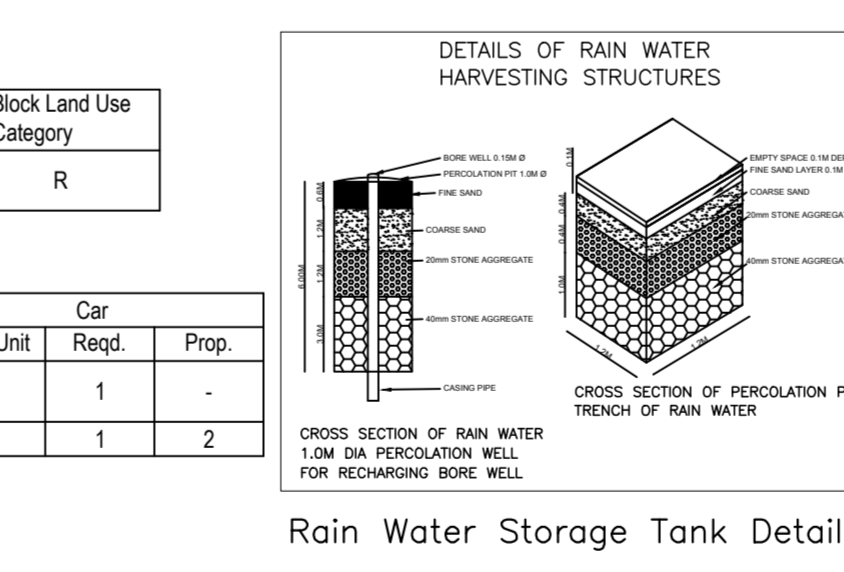 Block Land Use
Category
R
Car
Unit Reqd. Prop.
1 -
1 2
DETAILS OF RAIN WATER
HARVESTING STRUCTURES
BORE WELL 0.15M Ø
PERCOLATION PIT 1.0M Ø
FINE SAND
COARSE SAND
20mm STONE AGGREGATE
40mm STONE AGGREGATE
CASING PIPE
6.00M
0.6M
1.2M
1.2M
3.0M
CROSS SECTION OF RAIN WATER
1.0M DIA PERCOLATION WELL
FOR RECHARGING BORE WELL
0.1M
0.4M
0.4M
1.0M
1.2M
1.2M
EMPTY SPACE 0.1M DE
FINE SAND LAYER 0.1M
COARSE SAND
20mm STONE AGGREGA
40mm STONE AGGREGA
CROSS SECTION OF PERCOLATION P
TRENCH OF RAIN WATER
Rain Water Storage Tank Detail